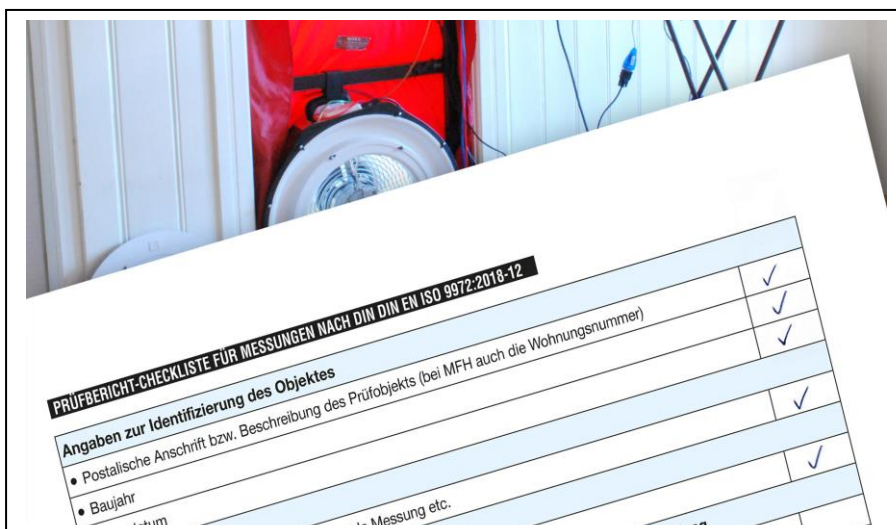 PRÜFBERICHT-CHECKLISTE FÜR MESSUNGEN NACH DIN DIN EN ISO 9972:2018-12
Angaben zur Identifizierung des Objektes
• Postalische Anschrift bzw. Beschreibung des Prüfobjekts (bei MFH auch die Wohnungsnummer)
• Baujahr
Messung etc.